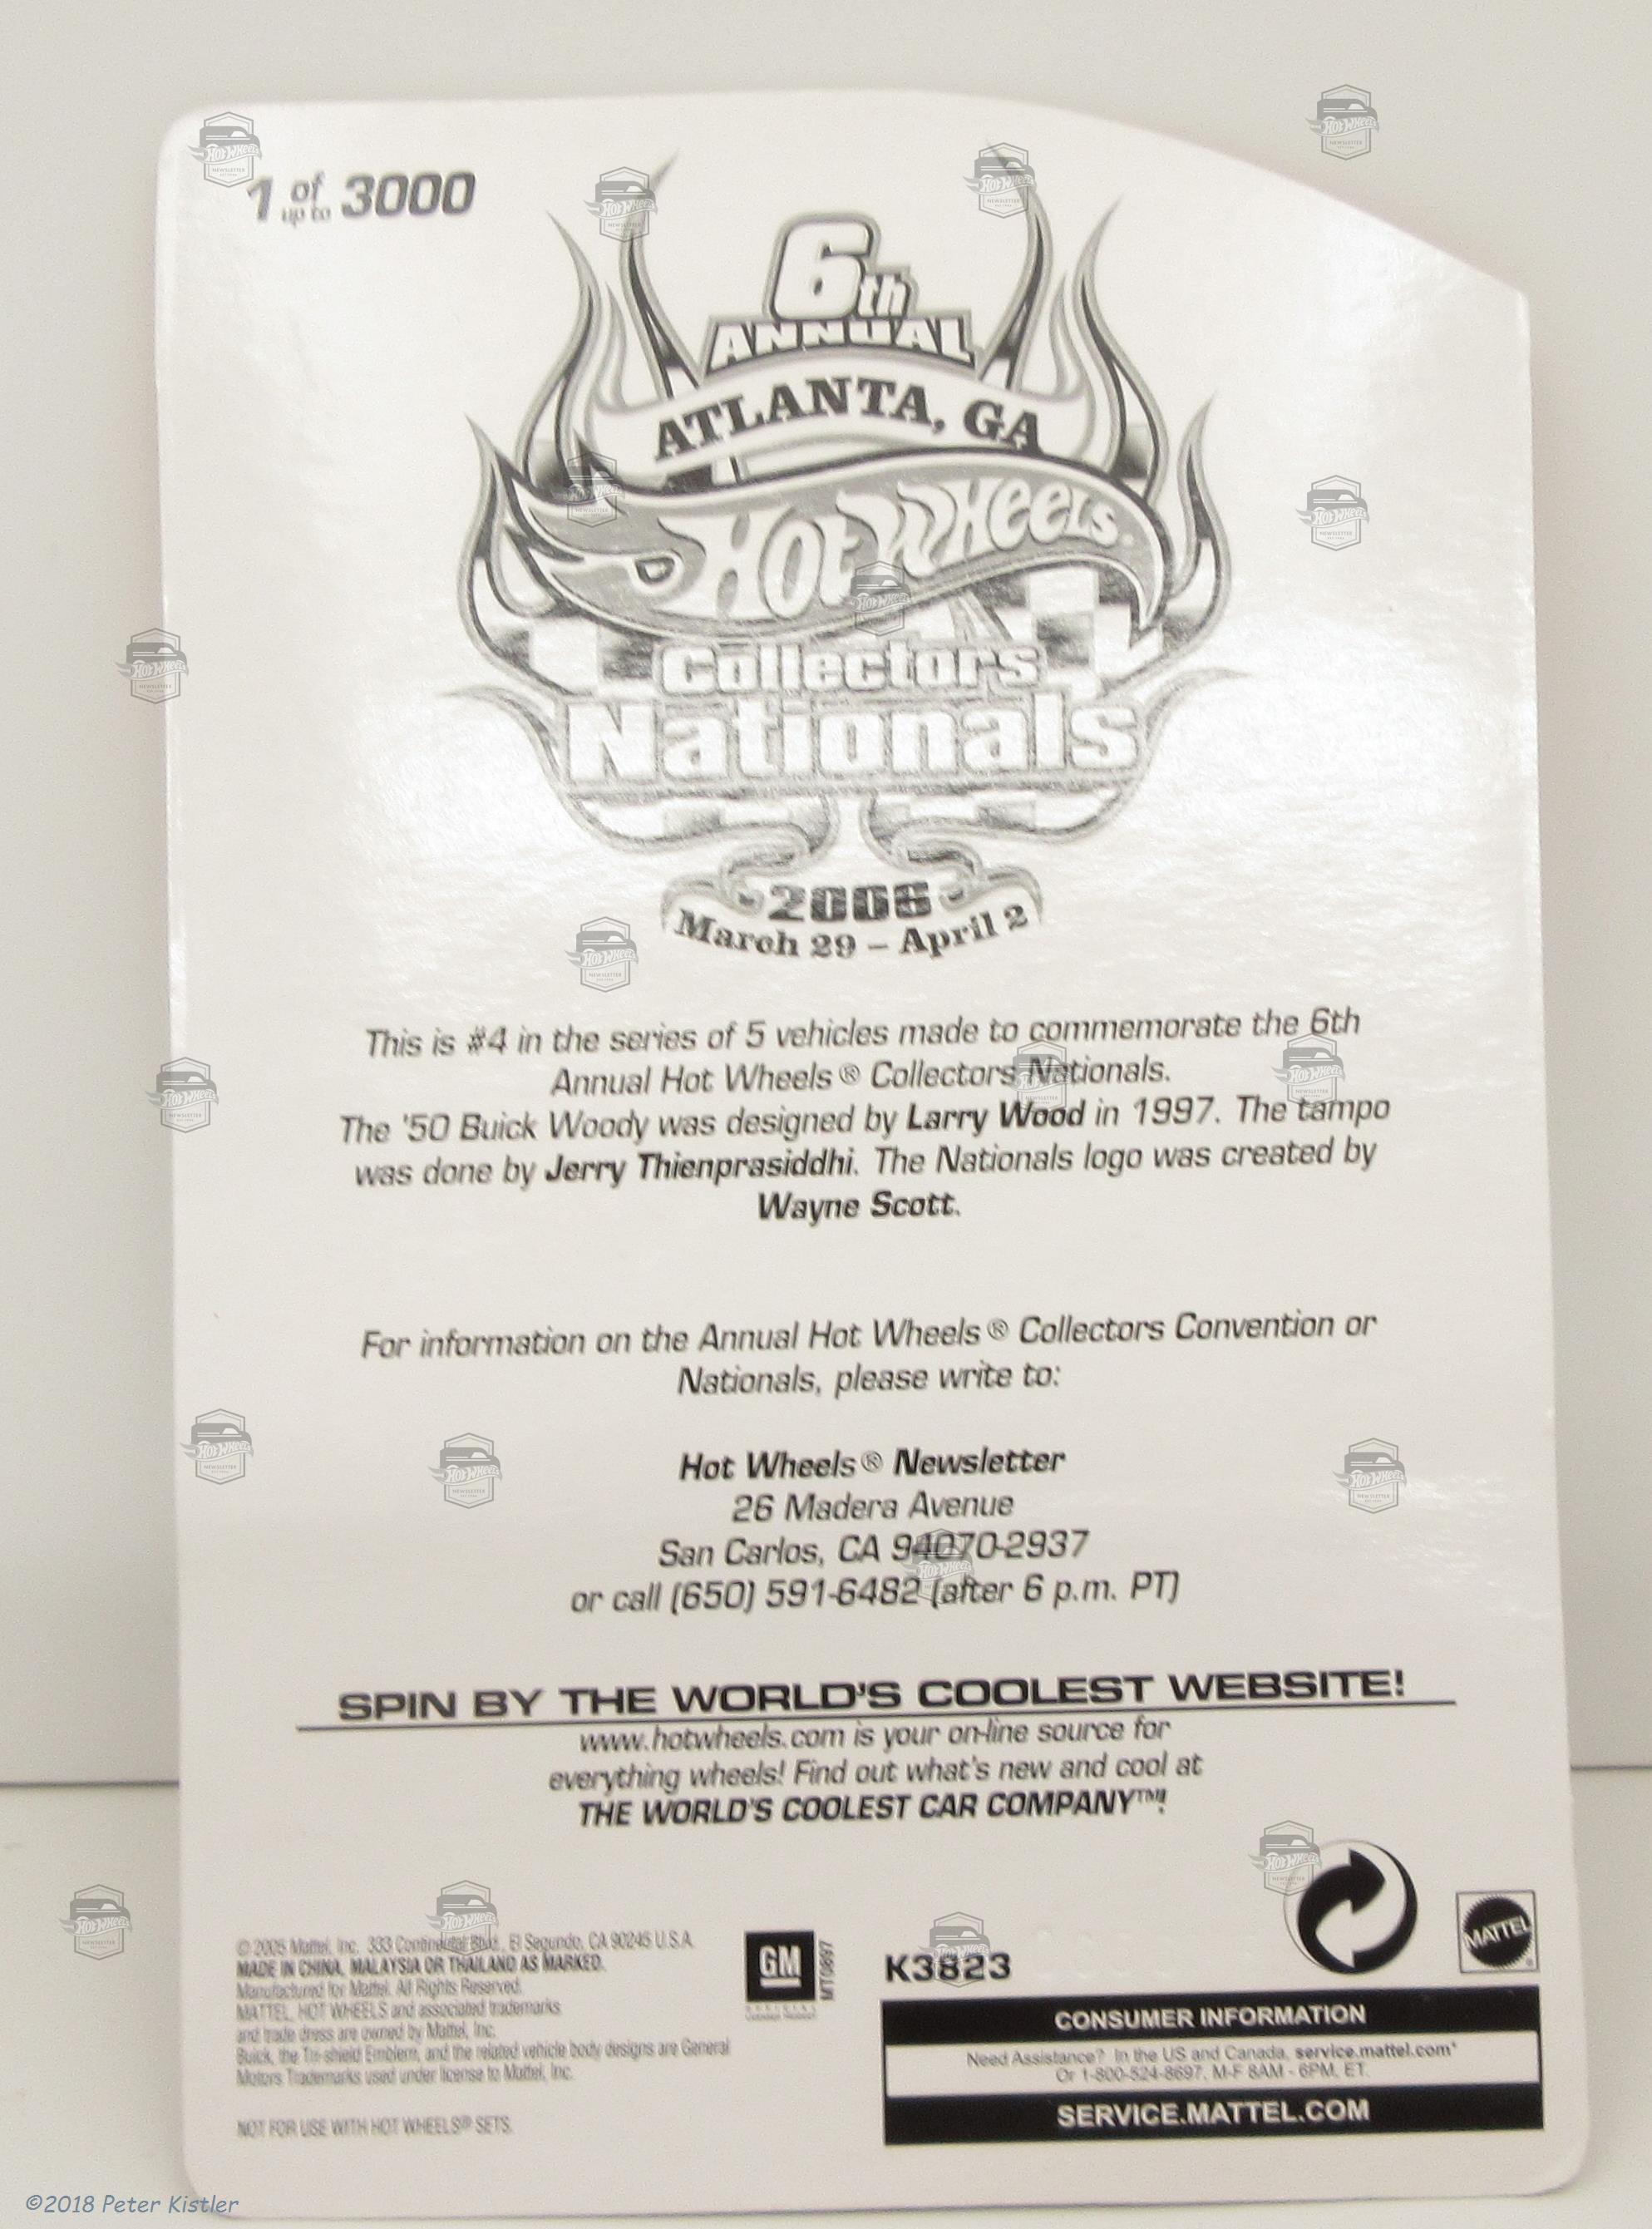 1 of up to 3000
6th
ANNUAL
ATLANTA, GA
HOT WHEELS
Collectors
Nationals
2006
March 29 – April 2
This is #4 in the series of 5 vehicles made to commemorate the 6th
Annual Hot Wheels® Collectors Nationals.
The '50 Buick Woody was designed by Larry Wood in 1997. The tampo
was done by Jerry Thienprasiddhi. The Nationals logo was created by
Wayne Scott.
For information on the Annual Hot Wheels® Collectors Convention or
Nationals, please write to:
Hot Wheels® Newsletter
26 Madera Avenue
San Carlos, CA 94070-2937
or call (650) 591-6482 (after 6 p.m. PT)
SPIN BY THE WORLD'S COOLEST WEBSITE!
www.hotwheels.com is your on-line source for
everything wheels! Find out what's new and cool at
THE WORLD'S COOLEST CAR COMPANY™!
© 2005 Mattel, Inc. 333 Continental Blvd., El Segundo, CA 90245 U.S.A.
MADE IN CHINA, MALAYSIA OR THAILAND AS MARKED.
Manufactured for Mattel. All Rights Reserved.
MATTEL, HOT WHEELS and associated trademarks
and trade dress are owned by Mattel, Inc.
Buick, the Tri-shield Emblem, and the related vehicle body designs are General
Motors Trademarks used under license to Mattel, Inc.
NOT FOR USE WITH HOT WHEELS® SETS.
GM
OFFICIAL
MT0897
K3823
MATTEL
CONSUMER INFORMATION
Need Assistance? In the US and Canada, service.mattel.com*
Or 1-800-524-8697, M-F 8AM - 6PM, ET.
SERVICE.MATTEL.COM
©2018 Peter Kistler